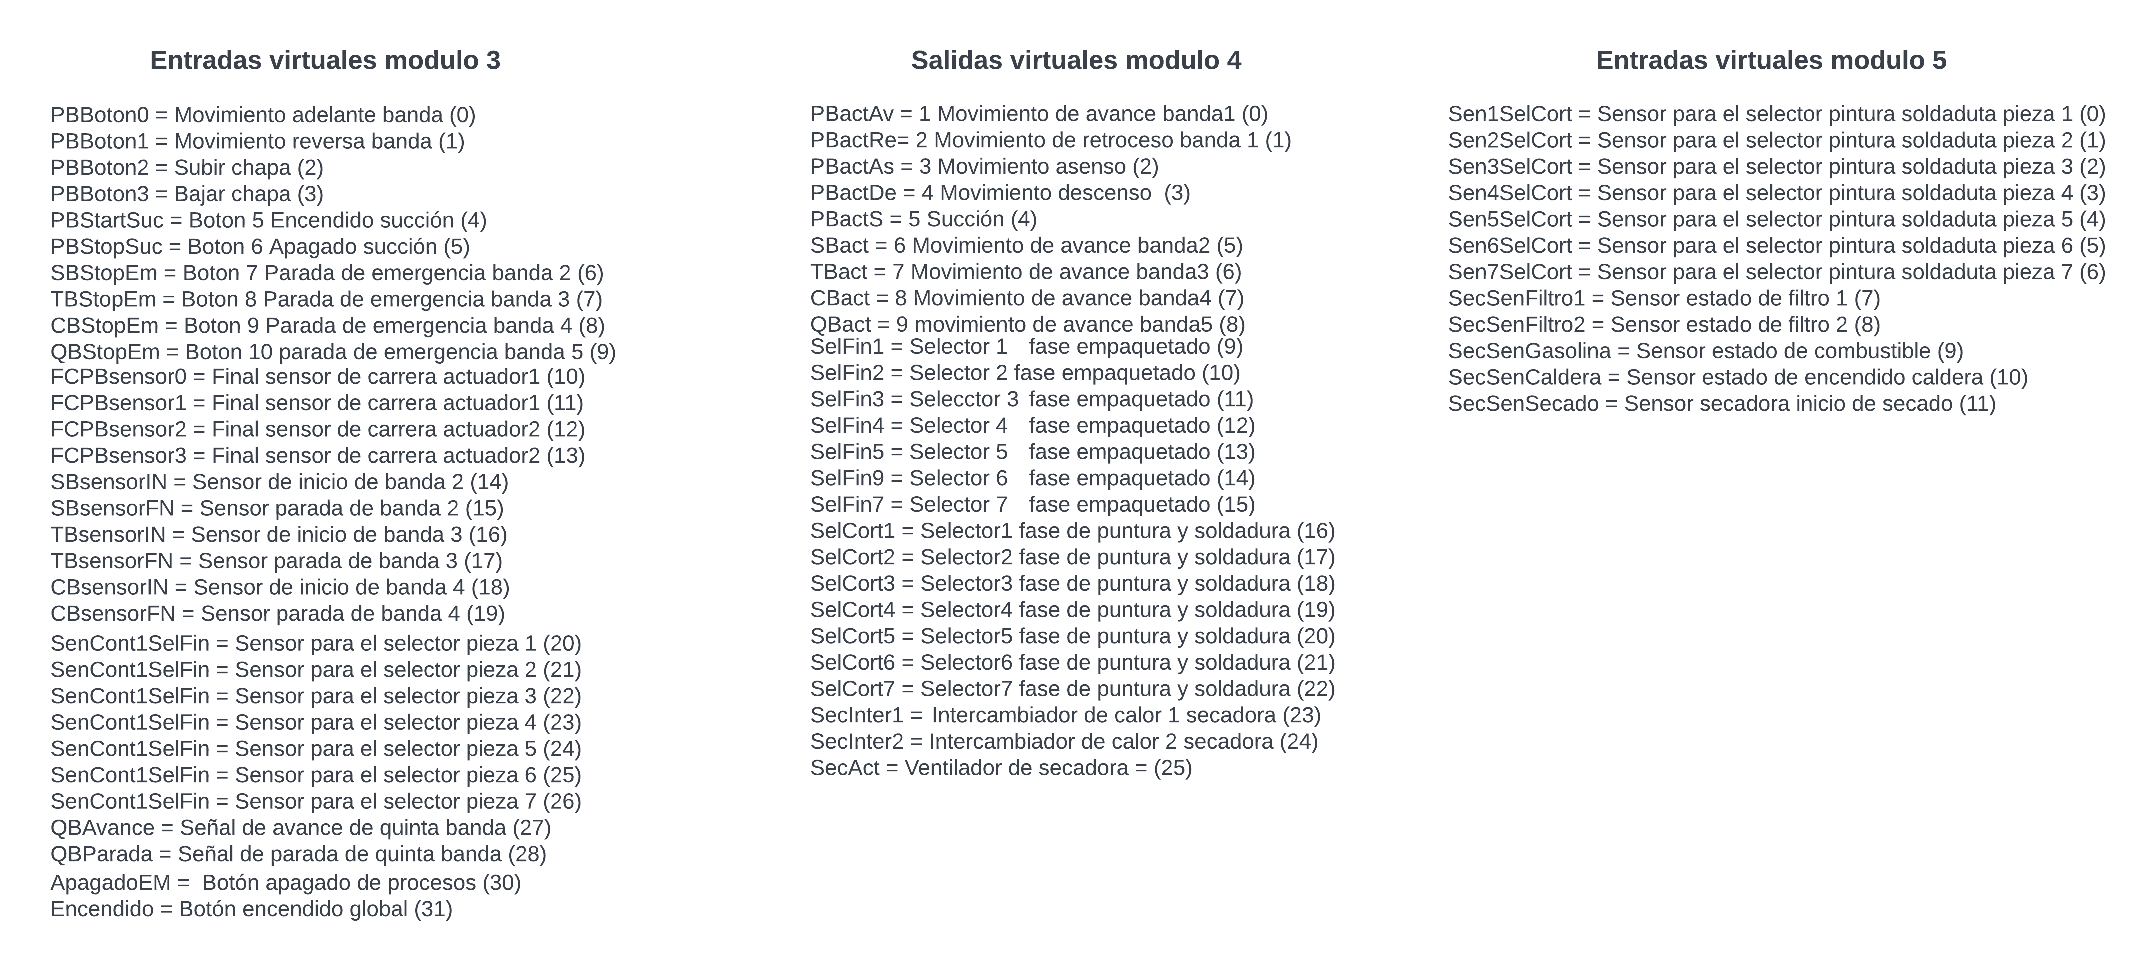 Entradas virtuales modulo 3
PBBoton0 = Movimiento adelante banda (0)
PBBoton1 = Movimiento reversa banda (1)
PBBoton2 = Subir chapa (2)
PBBoton3 = Bajar chapa (3)
PBStartSuc = Boton 5 Encendido succión (4)
PBStopSuc = Boton 6 Apagado succión (5)
SBStopEm = Boton 7 Parada de emergencia banda 2 (6)
TBStopEm = Boton 8 Parada de emergencia banda 3 (7)
CBStopEm = Boton 9 Parada de emergencia banda 4 (8)
QBStopEm = Boton 10 parada de emergencia banda 5 (9)
FCPBsensor0 = Final sensor de carrera actuador1 (10)
FCPBsensor1 = Final sensor de carrera actuador1 (11)
FCPBsensor2 = Final sensor de carrera actuador2 (12)
FCPBsensor3 = Final sensor de carrera actuador2 (13)
SBsensorIN = Sensor de inicio de banda 2 (14)
SBsensorFN = Sensor parada de banda 2 (15)
TBsensorIN = Sensor de inicio de banda 3 (16)
TBsensorFN = Sensor parada de banda 3 (17)
CBsensorIN = Sensor de inicio de banda 4 (18)
CBsensorFN = Sensor parada de banda 4 (19)
SenCont1SelFin = Sensor para el selector pieza 1 (20)
SenCont1SelFin = Sensor para el selector pieza 2 (21)
SenCont1SelFin = Sensor para el selector pieza 3 (22)
SenCont1SelFin = Sensor para el selector pieza 4 (23)
SenCont1SelFin = Sensor para el selector pieza 5 (24)
SenCont1SelFin = Sensor para el selector pieza 6 (25)
SenCont1SelFin = Sensor para el selector pieza 7 (26)
QBAvance = Señal de avance de quinta banda (27)
QBParada = Señal de parada de quinta banda (28)
ApagadoEM = Botón apagado de procesos (30)
Encendido = Botón encendido global (31)
Salidas virtuales modulo 4
PBactAv = 1 Movimiento de avance banda1 (0)
PBactRe= 2 Movimiento de retroceso banda 1 (1)
PBactAs = 3 Movimiento asenso (2)
PBactDe = 4 Movimiento descenso (3)
PBactS = 5 Succión (4)
SBact = 6 Movimiento de avance banda2 (5)
TBact = 7 Movimiento de avance banda3 (6)
CBact = 8 Movimiento de avance banda4 (7)
QBact = 9 movimiento de avance banda5 (8)
SelFin1 = Selector 1 fase empaquetado (9)
SelFin2 = Selector 2 fase empaquetado (10)
SelFin3 = Selecctor 3 fase empaquetado (11)
SelFin4 = Selector 4 fase empaquetado (12)
SelFin5 = Selector 5 fase empaquetado (13)
SelFin9 = Selector 6 fase empaquetado (14)
SelFin7 = Selector 7 fase empaquetado (15)
SelCort1 = Selector1 fase de puntura y soldadura (16)
SelCort2 = Selector2 fase de puntura y soldadura (17)
SelCort3 = Selector3 fase de puntura y soldadura (18)
SelCort4 = Selector4 fase de puntura y soldadura (19)
SelCort5 = Selector5 fase de puntura y soldadura (20)
SelCort6 = Selector6 fase de puntura y soldadura (21)
SelCort7 = Selector7 fase de puntura y soldadura (22)
SecInter1 = Intercambiador de calor 1 secadora (23)
SecInter2 = Intercambiador de calor 2 secadora (24)
SecAct = Ventilador de secadora = (25)
Entradas virtuales modulo 5
Sen1SelCort = Sensor para el selector pintura soldaduta pieza 1 (0)
Sen2SelCort = Sensor para el selector pintura soldaduta pieza 2 (1)
Sen3SelCort = Sensor para el selector pintura soldaduta pieza 3 (2)
Sen4SelCort = Sensor para el selector pintura soldaduta pieza 4 (3)
Sen5SelCort = Sensor para el selector pintura soldaduta pieza 5 (4)
Sen6SelCort = Sensor para el selector pintura soldaduta pieza 6 (5)
Sen7SelCort = Sensor para el selector pintura soldaduta pieza 7 (6)
SecSenFiltro1 = Sensor estado de filtro 1 (7)
SecSenFiltro2 = Sensor estado de filtro 2 (8)
SecSenGasolina = Sensor estado de combustible (9)
SecSenCaldera = Sensor estado de encendido caldera (10)
SecSenSecado = Sensor secadora inicio de secado (11)